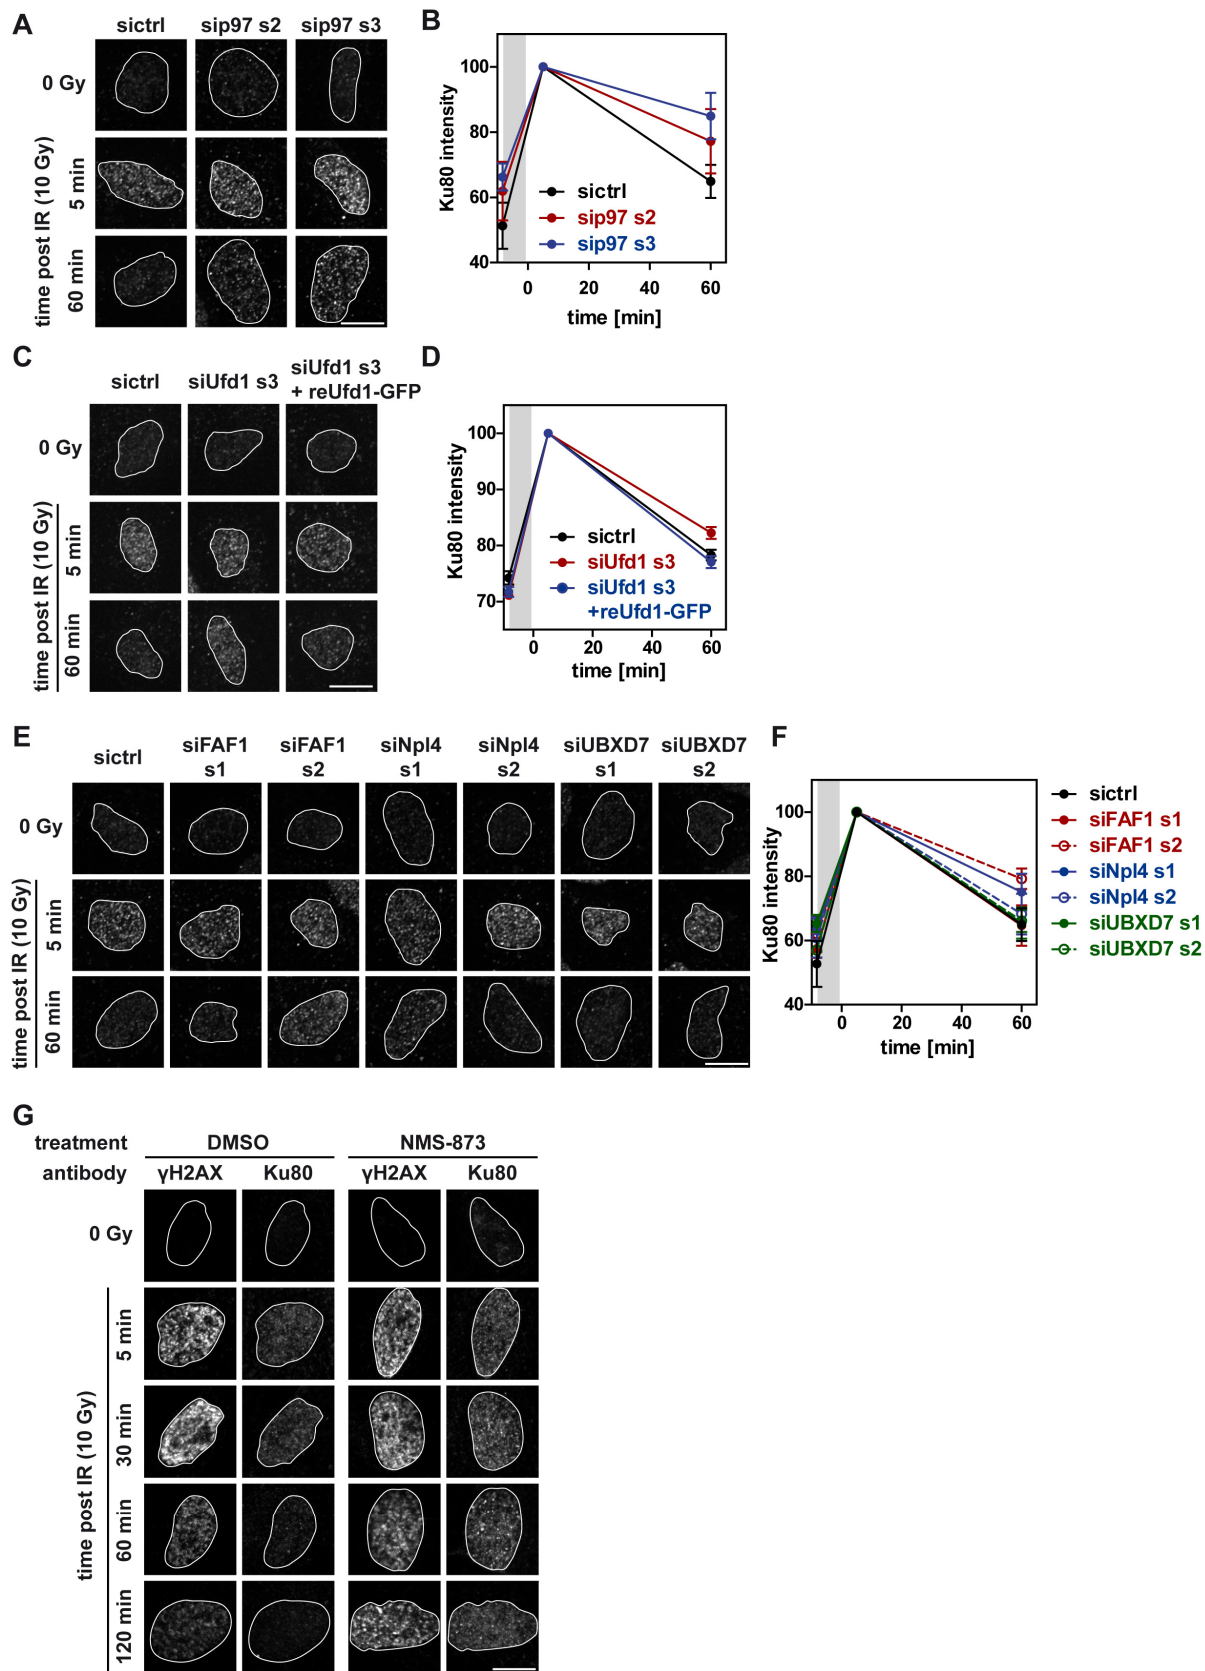 A
sictrl sip97 s2 sip97 s3
0 Gy
time post IR (10 Gy)
5 min
60 min
B
Ku80 intensity
100
80
60
40
sictrl
sip97 s2
sip97 s3
0 20 40 60
time [min]
C
sictrl siUfd1 s3 siUfd1 s3
+ reUfd1-GFP
0 Gy
time post IR (10 Gy)
5 min
60 min
D
Ku80 intensity
100
90
80
70
sictrl
siUfd1 s3
siUfd1 s3
+reUfd1-GFP
0 20 40 60
time [min]
E
sictrl siFAF1 siFAF1 siNpl4 siNpl4 siUBXD7 siUBXD7
s1 s2 s1 s2 s1 s2
0 Gy
time post IR (10 Gy)
5 min
60 min
F
Ku80 intensity
100
80
60
40
0 20 40 60
time [min]
sictrl
siFAF1 s1
siFAF1 s2
siNpl4 s1
siNpl4 s2
siUBXD7 s1
siUBXD7 s2
G
treatment DMSO NMS-873
antibody γH2AX Ku80 γH2AX Ku80
0 Gy
time post IR (10 Gy)
5 min
30 min
60 min
120 min